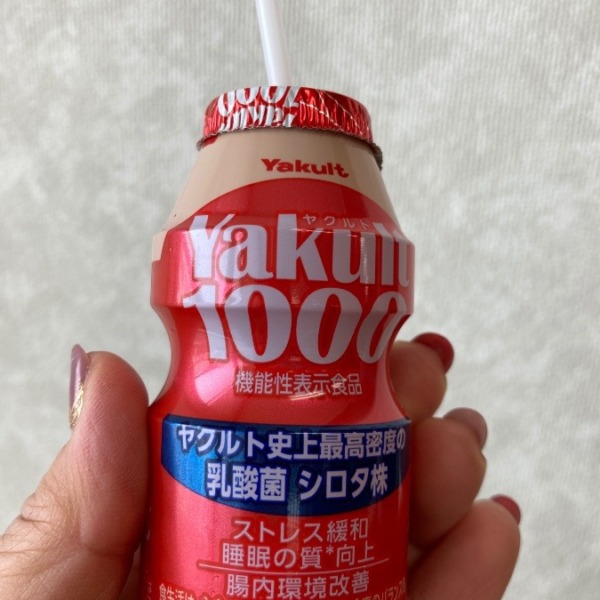 Yakult
ヤクルト
Yakult
1000
機能性表示食品
ヤクルト史上最高密度の
乳酸菌 シロタ株
ストレス緩和
睡眠の質*向上
腸内環境改善